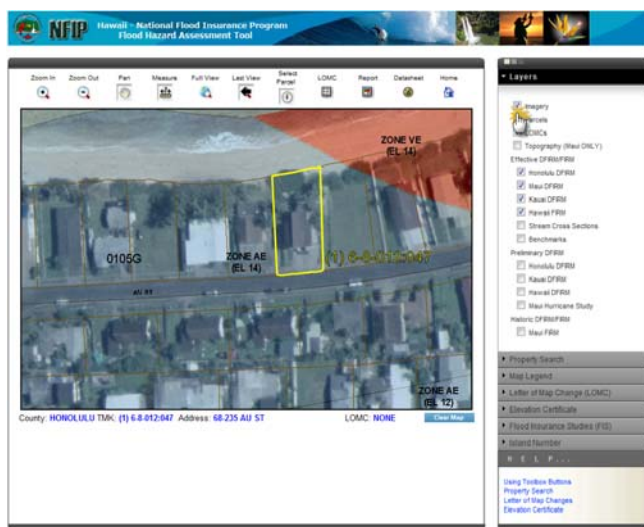 NFIP
Hawaii - National Flood Insurance Program
Flood Hazard Assessment Tool
Zoom In
Zoom Out
Pan
Measure
Full View
Last View
Select
Parcel
LOMC
Report
Datasheet
Home
ZONE VE
(EL 14)
0105G
ZONE AE
(EL 14)
(1) 6-8-012:047
AU ST
ZONE AE
(EL 12)
County: HONOLULU TMK: (1) 6-8-012:047 Address: 68-235 AU ST LOMC: NONE
Clear Map
Layers
Imagery
Parcels
LOMCs
Topography (Maui ONLY)
Effective DFIRM/FIRM
Honolulu DFIRM
Maui DFIRM
Kauai DFIRM
Hawaii FIRM
Stream Cross Sections
Benchmarks
Preliminary DFIRM
Honolulu DFIRM
Kauai DFIRM
Hawaii DFIRM
Maui Hurricane Study
Historic DFIRM/FIRM
Maui FIRM
Property Search
Map Legend
Letter of Map Change (LOMC)
Elevation Certificate
Flood Insurance Studies (FIS)
Island Number
H E L P...
Using Toolbox Buttons
Property Search
Letter of Map Changes
Elevation Certificate